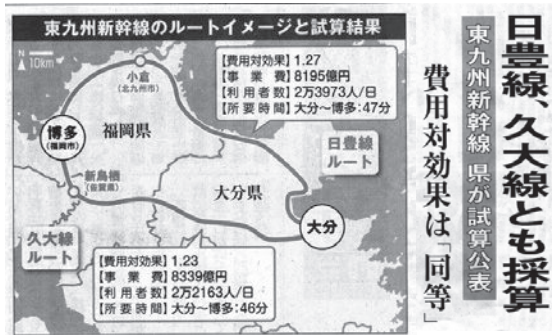 日豊線、久大線とも採算
東九州新幹線 県が試算公表
費用対効果は「同等」
東九州新幹線のルートイメージと試算結果
N
10km
小倉
(北九州市)
【費用対効果】1.27
【事業費】8195億円
【利用者数】2万3973人/日
【所要時間】大分～博多:47分
博多
(福岡市)
福岡県
日豊線
ルート
新鳥栖
(佐賀県)
大分県
大分
久大線
ルート
【費用対効果】1.23
【事業費】8339億円
【利用者数】2万2163人/日
【所要時間】大分～博多:46分